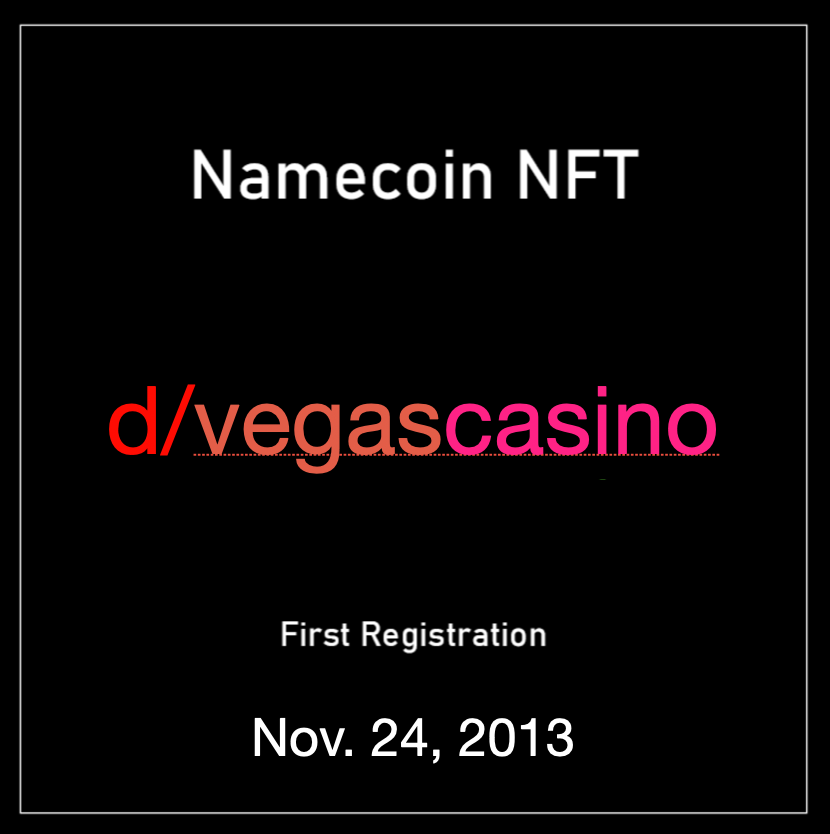 Namecoin NFT
d/vegascasino
First Registration
Nov. 24, 2013